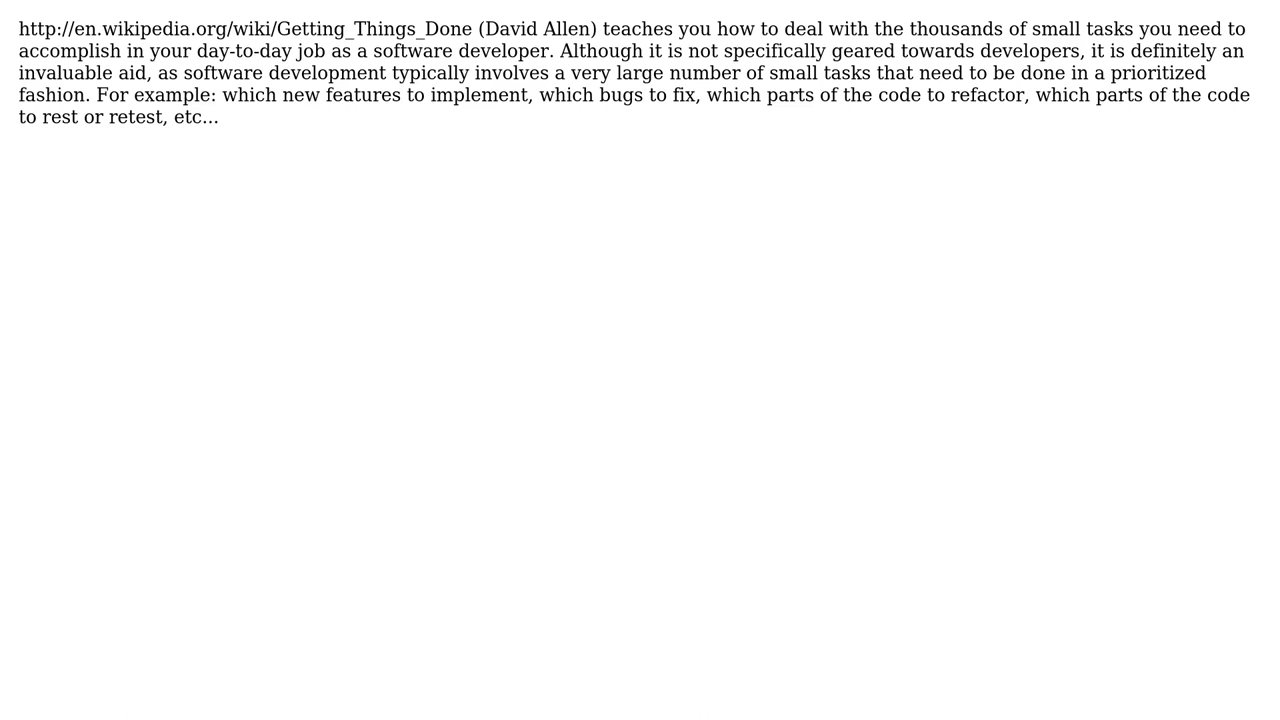 http://en.wikipedia.org/wiki/Getting_Things_Done (David Allen) teaches you how to deal with the thousands of small tasks you need to
accomplish in your day-to-day job as a software developer. Although it is not specifically geared towards developers, it is definitely an
invaluable aid, as software development typically involves a very large number of small tasks that need to be done in a prioritized
fashion. For example: which new features to implement, which bugs to fix, which parts of the code to refactor, which parts of the code
to rest or retest, etc...